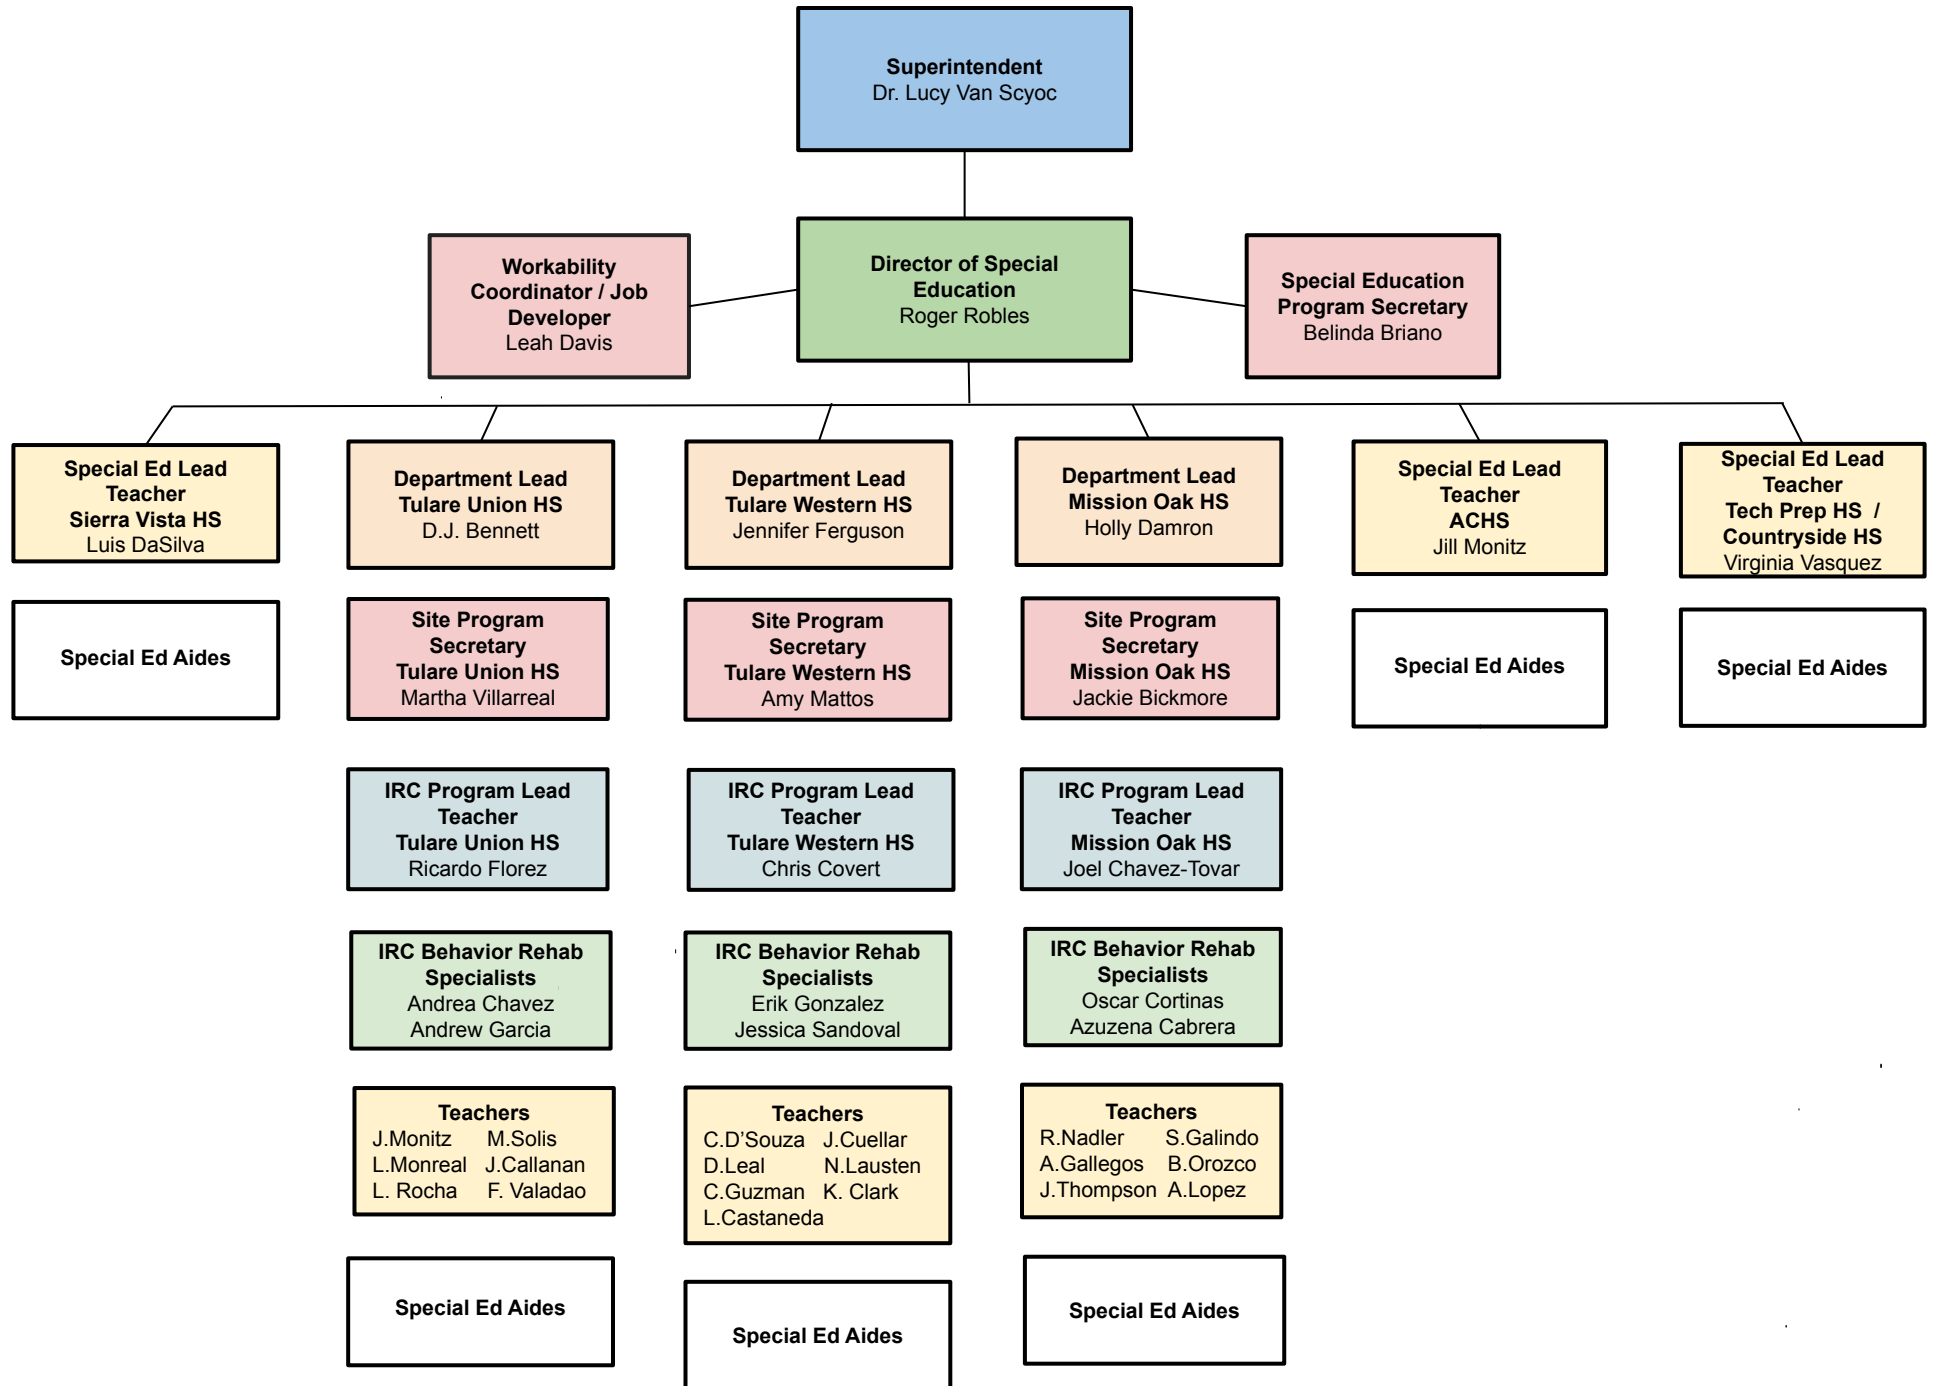 Superintendent
Dr. Lucy Van Scyoc
Workability
Coordinator / Job
Developer
Leah Davis
Director of Special
Education
Roger Robles
Special Education
Program Secretary
Belinda Briano
Special Ed Lead
Teacher
Sierra Vista HS
Luis DaSilva
Department Lead
Tulare Union HS
D.J. Bennett
Department Lead
Tulare Western HS
Jennifer Ferguson
Department Lead
Mission Oak HS
Holly Damron
Special Ed Lead
Teacher
ACHS
Jill Monitz
Special Ed Lead
Teacher
Tech Prep HS /
Countryside HS
Virginia Vasquez
Special Ed Aides
Site Program
Secretary
Tulare Union HS
Martha Villarreal
Site Program
Secretary
Tulare Western HS
Amy Mattos
Site Program
Secretary
Mission Oak HS
Jackie Bickmore
Special Ed Aides
Special Ed Aides
IRC Program Lead
Teacher
Tulare Union HS
Ricardo Florez
IRC Program Lead
Teacher
Tulare Western HS
Chris Covert
IRC Program Lead
Teacher
Mission Oak HS
Joel Chavez-Tovar
IRC Behavior Rehab
Specialists
Andrea Chavez
Andrew Garcia
IRC Behavior Rehab
Specialists
Erik Gonzalez
Jessica Sandoval
IRC Behavior Rehab
Specialists
Oscar Cortinas
Azuzena Cabrera
Teachers
J.Monitz M.Solis
L.Monreal J.Callanan
L. Rocha F. Valadao
Teachers
C.D’Souza J.Cuellar
D.Leal N.Lausten
C.Guzman K. Clark
L.Castaneda
Teachers
R.Nadler S.Galindo
A.Gallegos B.Orozco
J.Thompson A.Lopez
Special Ed Aides
Special Ed Aides
Special Ed Aides